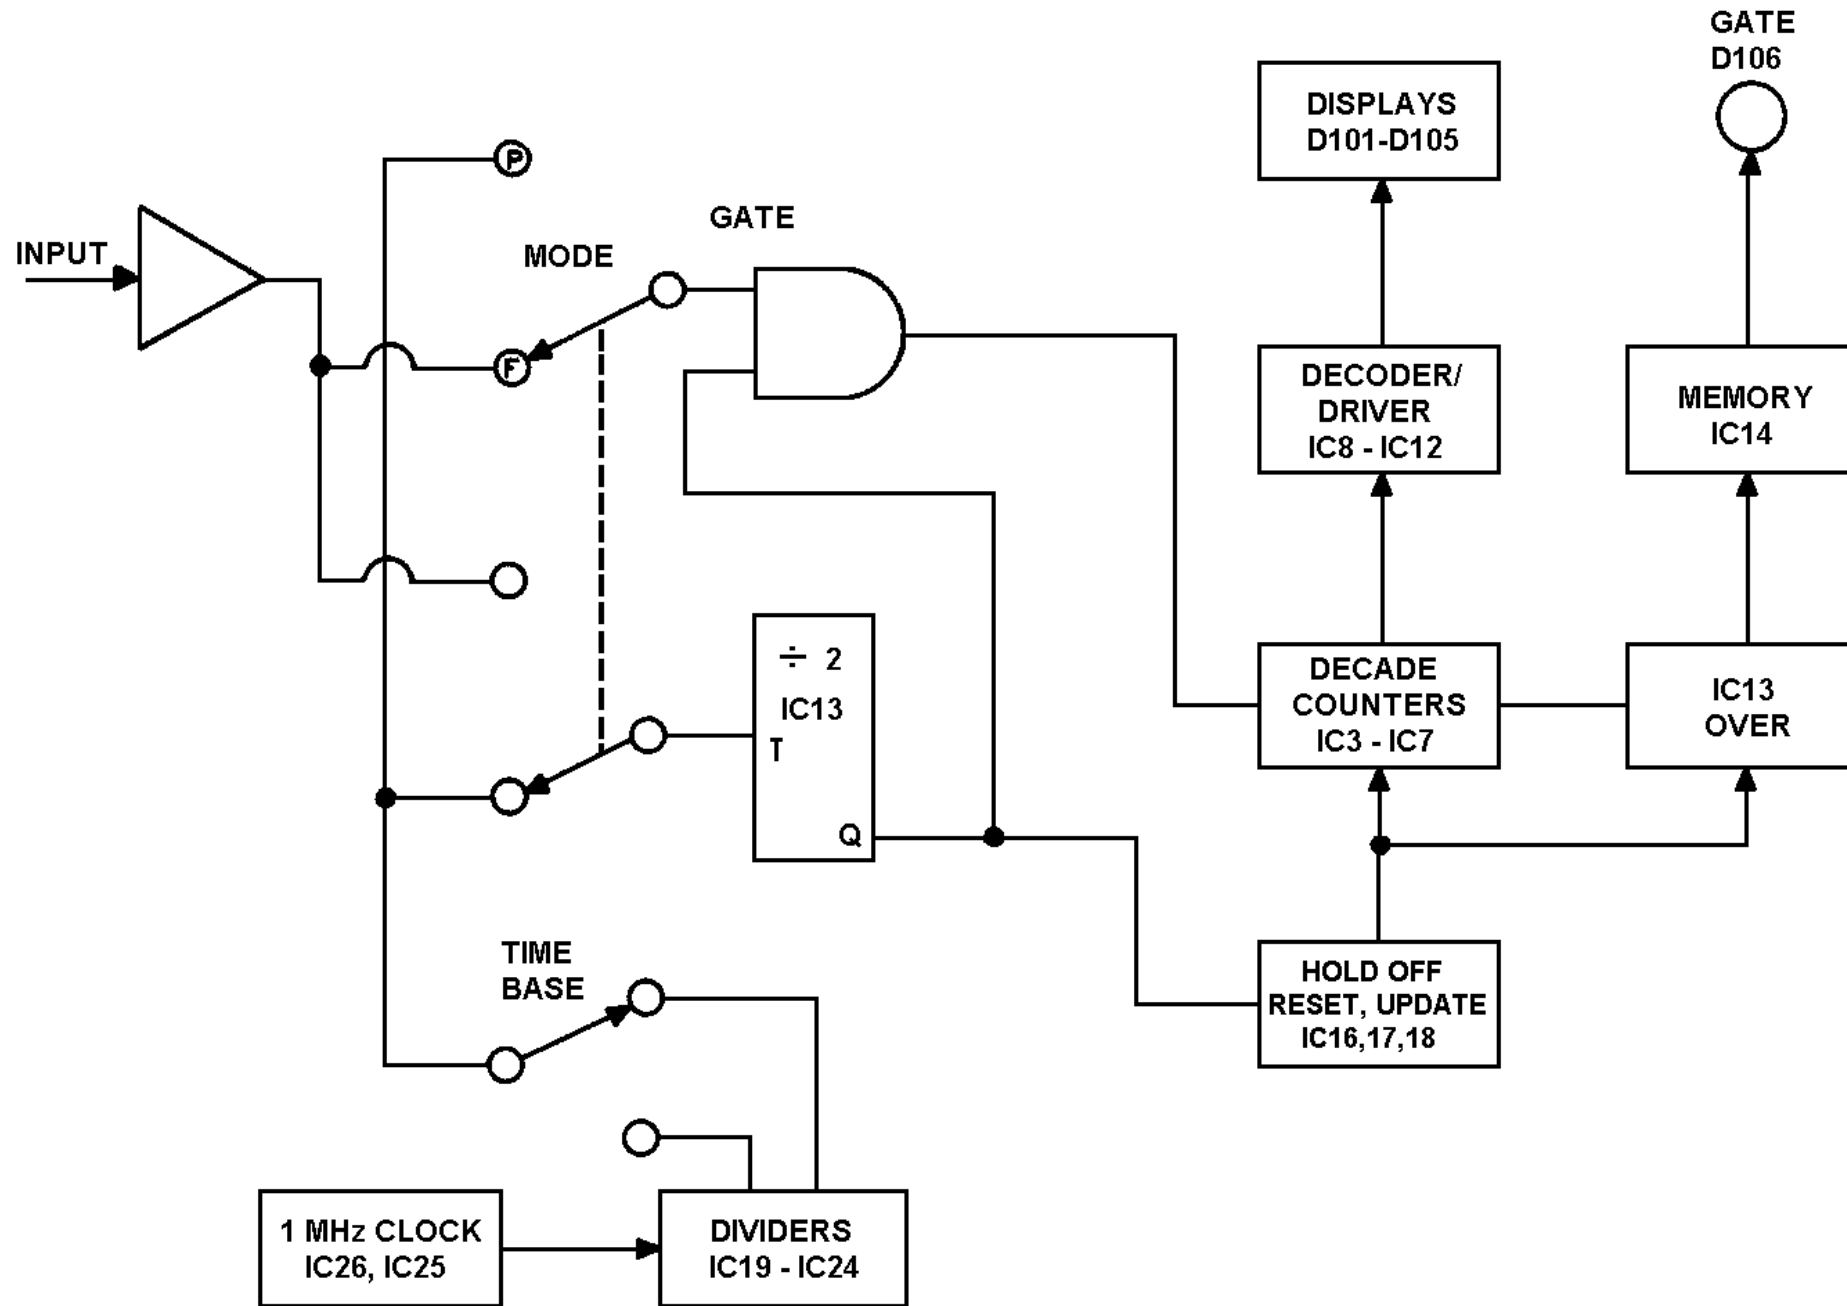 GATE
D106
DISPLAYS
D101-D105
P
GATE
INPUT
MODE
F
DECODER/
DRIVER
IC8 - IC12
MEMORY
IC14
÷ 2
IC13
T
Q
DECADE
COUNTERS
IC3 - IC7
IC13
OVER
TIME
BASE
HOLD OFF
RESET, UPDATE
IC16,17,18
1 MHz CLOCK
IC26, IC25
DIVIDERS
IC19 - IC24